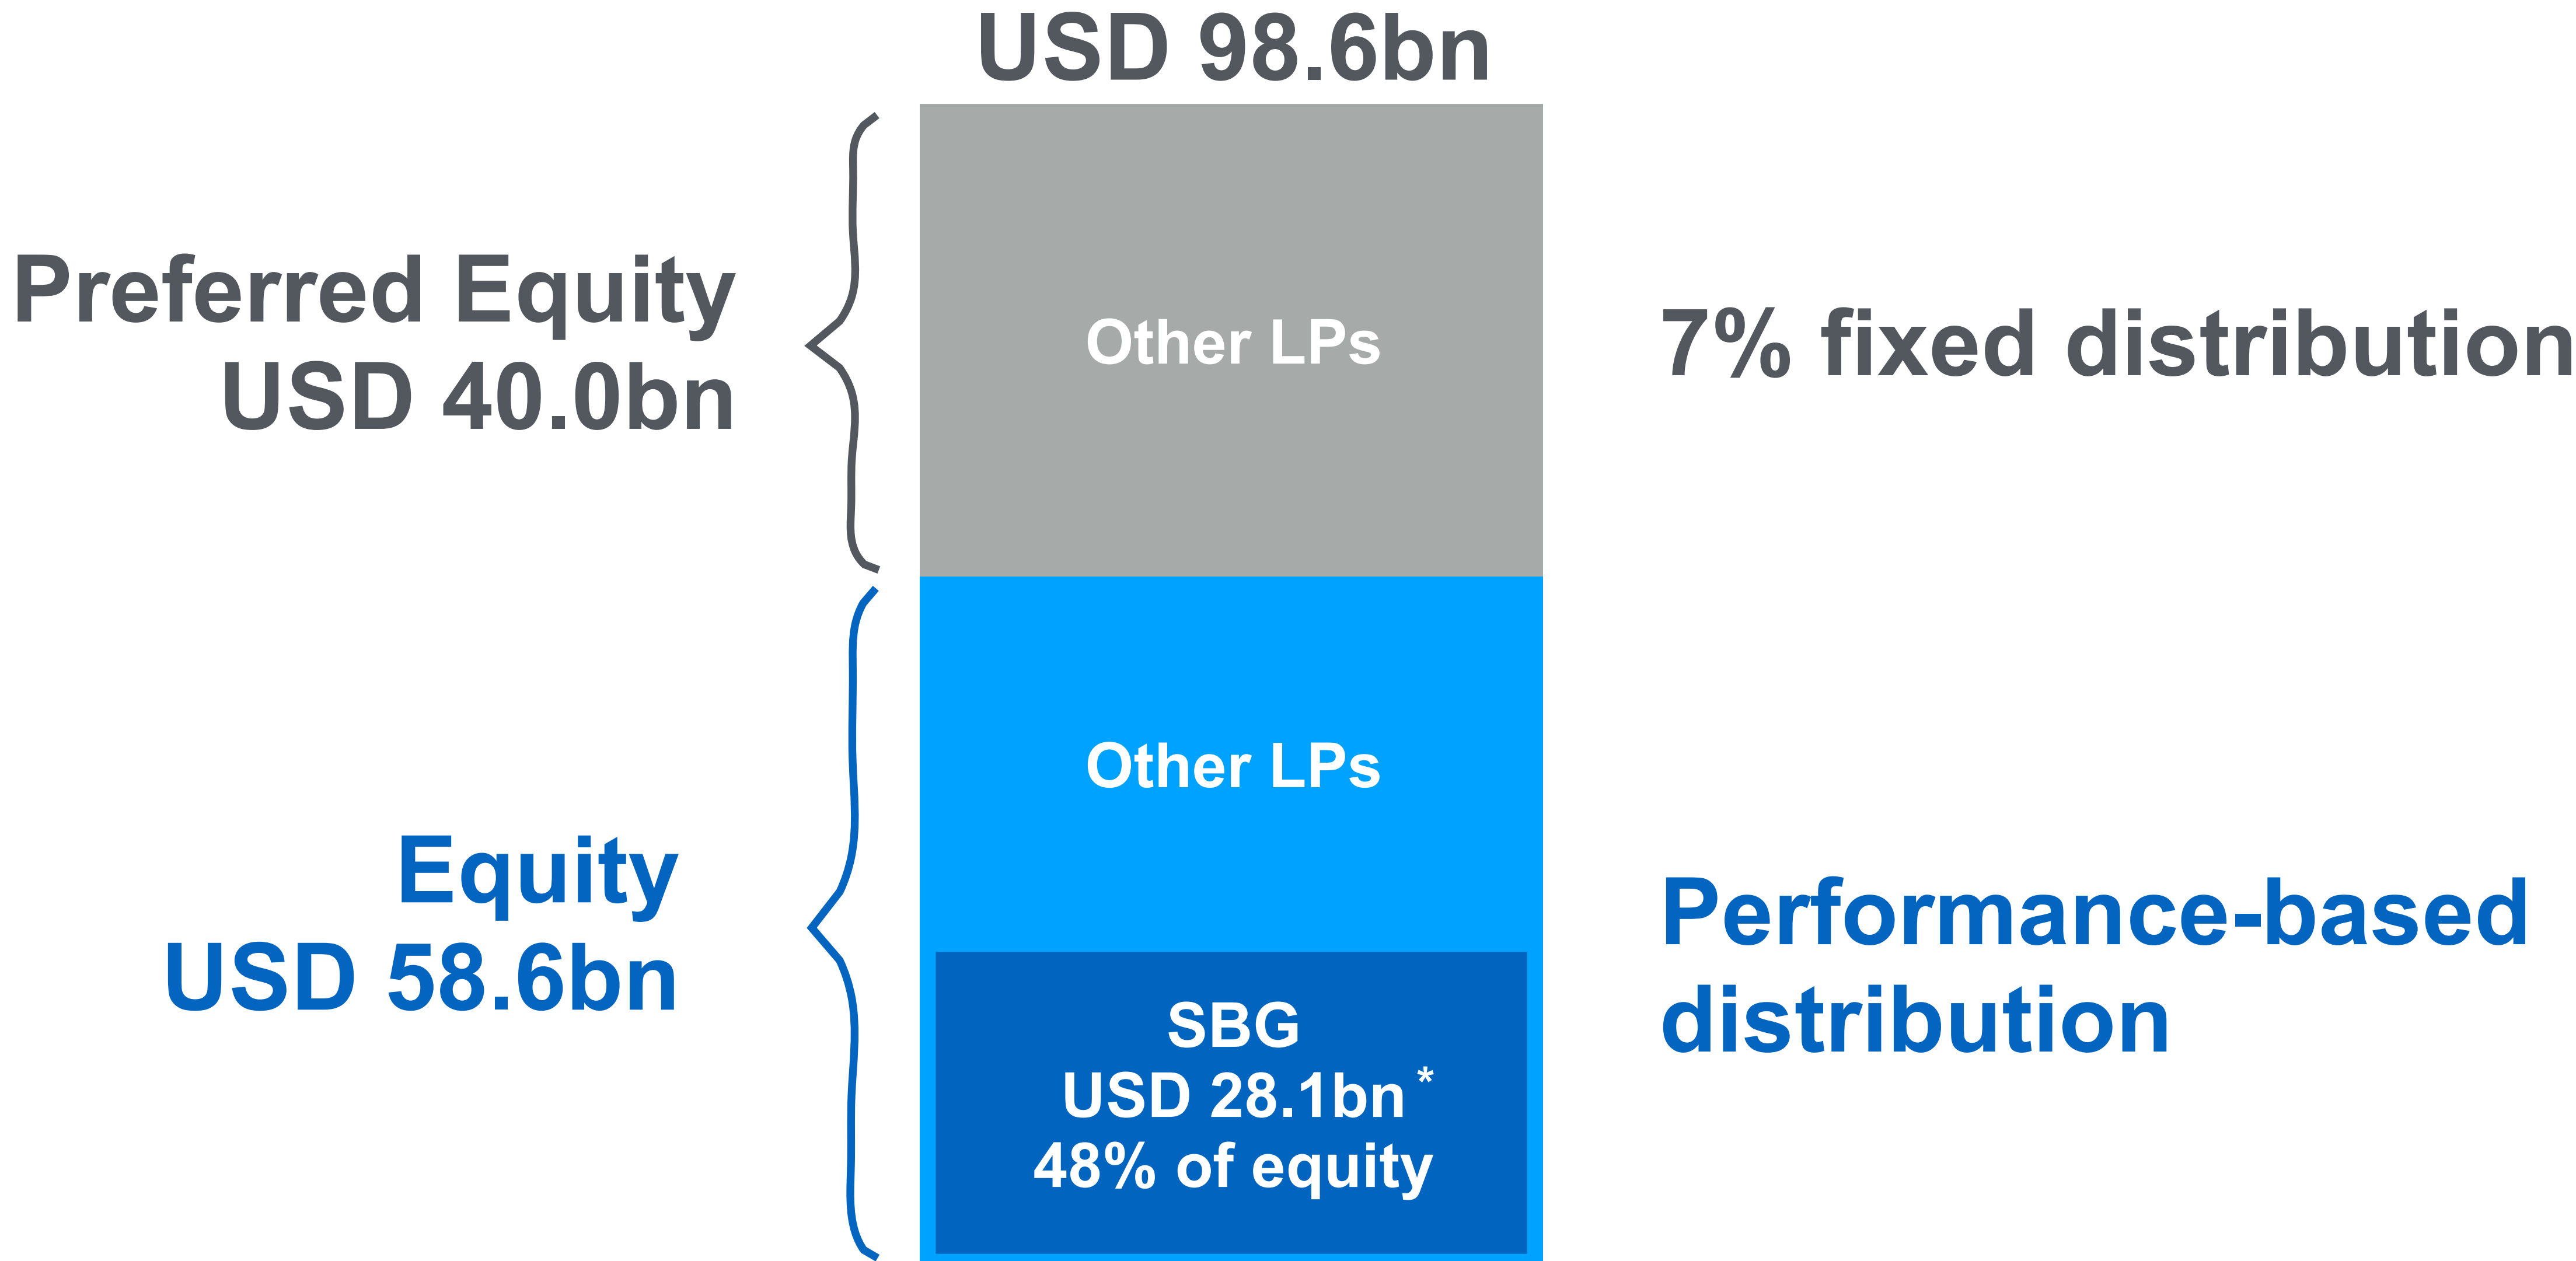 USD 98.6bn
Preferred Equity
USD 40.0bn
Other LPs
7% fixed distribution
Other LPs
Equity
USD 58.6bn
Performance-based
distribution
SBG
USD 28.1bn*
48% of equity